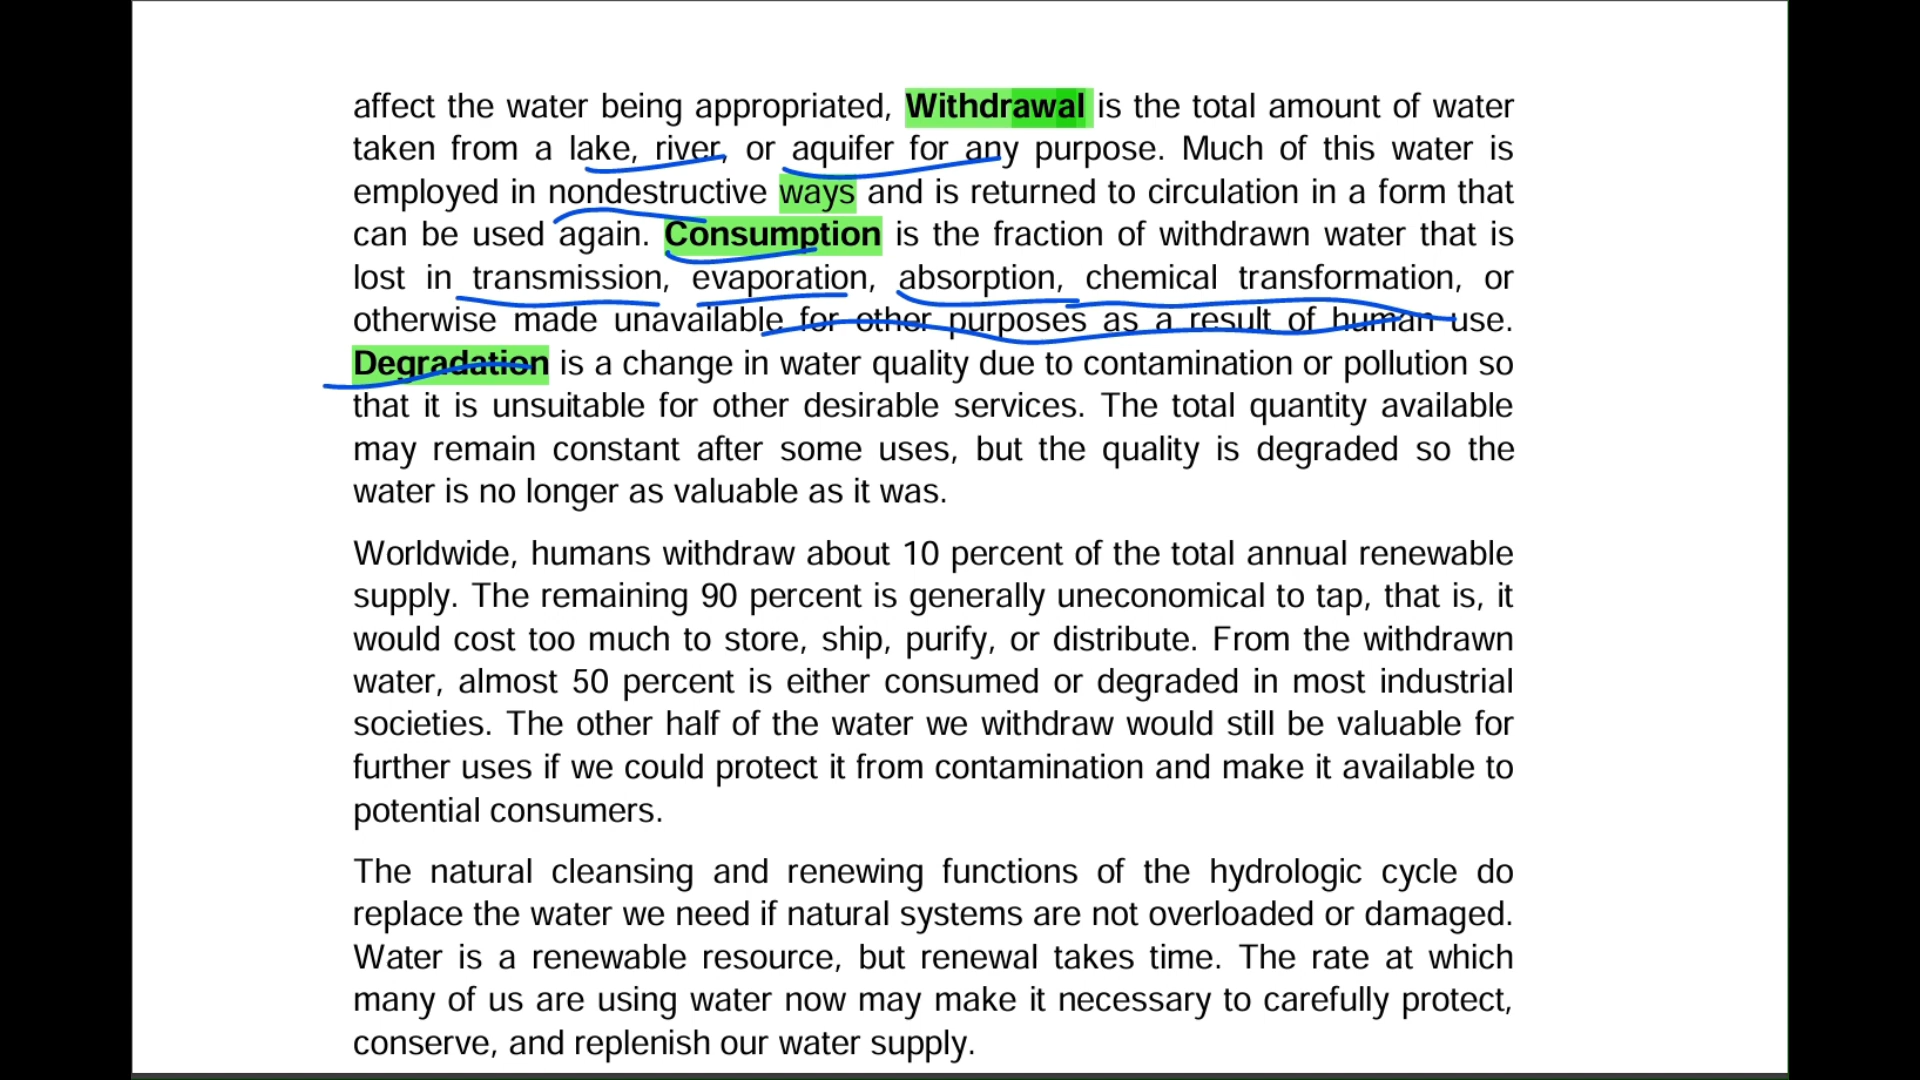 affect the water being appropriated, Withdrawal is the total amount of water
taken from a lake, river, or aquifer for any purpose. Much of this water is
employed in nondestructive ways and is returned to circulation in a form that
can be used again. Consumption is the fraction of withdrawn water that is
lost in transmission, evaporation, absorption, chemical transformation, or
otherwise made unavailable for other purposes as a result of human use.
Degradation is a change in water quality due to contamination or pollution so
that it is unsuitable for other desirable services. The total quantity available
may remain constant after some uses, but the quality is degraded so the
water is no longer as valuable as it was.
Worldwide, humans withdraw about 10 percent of the total annual renewable
supply. The remaining 90 percent is generally uneconomical to tap, that is, it
would cost too much to store, ship, purify, or distribute. From the withdrawn
water, almost 50 percent is either consumed or degraded in most industrial
societies. The other half of the water we withdraw would still be valuable for
further uses if we could protect it from contamination and make it available to
potential consumers.
The natural cleansing and renewing functions of the hydrologic cycle do
replace the water we need if natural systems are not overloaded or damaged.
Water is a renewable resource, but renewal takes time. The rate at which
many of us are using water now may make it necessary to carefully protect,
conserve, and replenish our water supply.